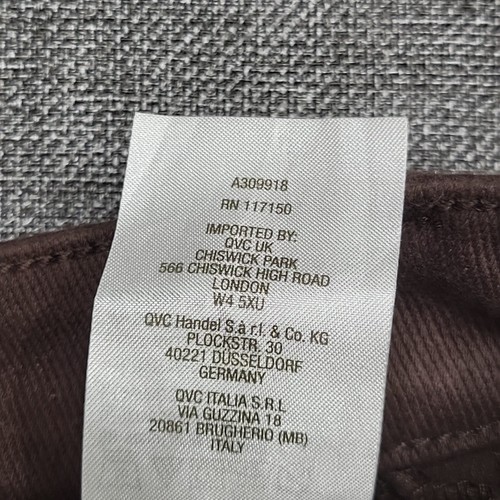 A309918
RN 117150
IMPORTED BY:
QVC UK
CHISWICK PARK
566 CHISWICK HIGH ROAD
LONDON
W4 5XU
QVC Handel S.à r.l. & Co. KG
PLOCKSTR. 30
40221 DÜSSELDORF
GERMANY
QVC ITALIA S.R.L
VIA GUZZINA 18
20861 BRUGHERIO (MB)
ITALY